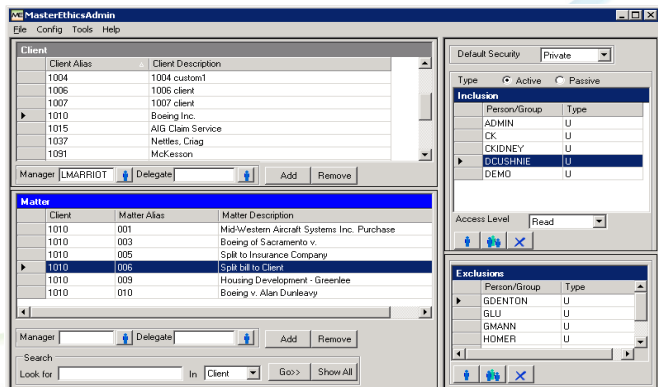 MasterEthicsAdmin
File Config Tools Help
Client
Client Alias Client Description
1004 1004 custom1
1006 1006 client
1007 1007 client
1010 Boeing Inc.
1015 AIG Claim Service
1037 Nettles, Criag
1091 McKesson
Manager LMARRIOT Delegate Add Remove
Matter
Client Matter Alias Matter Description
1010 001 Mid-Western Aircraft Systems Inc. Purchase
1010 003 Boeing of Sacramento v.
1010 005 Split to Insurance Company
1010 006 Split bill to Client
1010 009 Housing Development - Greenlee
1010 010 Boeing v. Alan Dunleavy
Manager Delegate Add Remove
Search
Look for In Client Go>> Show All
Default Security Private
Type Active Passive
Inclusion
Person/Group Type
ADMIN U
CK U
CKIDNEY U
DCUSHNIE U
DEMO U
Access Level Read
Exclusions
Person/Group Type
GDENTON U
GLU U
GMANN U
HOMER U